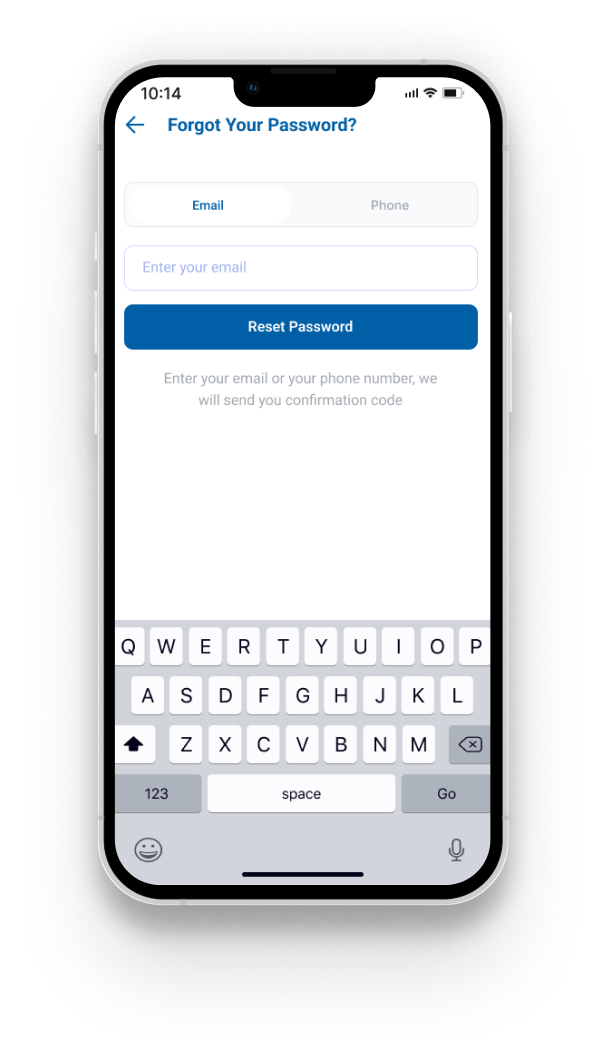 10:14
Forgot Your Password?
Email Phone
Enter your email
Reset Password
Enter your email or your phone number, we
will send you confirmation code
Q W E R T Y U I O P
A S D F G H J K L
Z X C V B N M
123 space Go